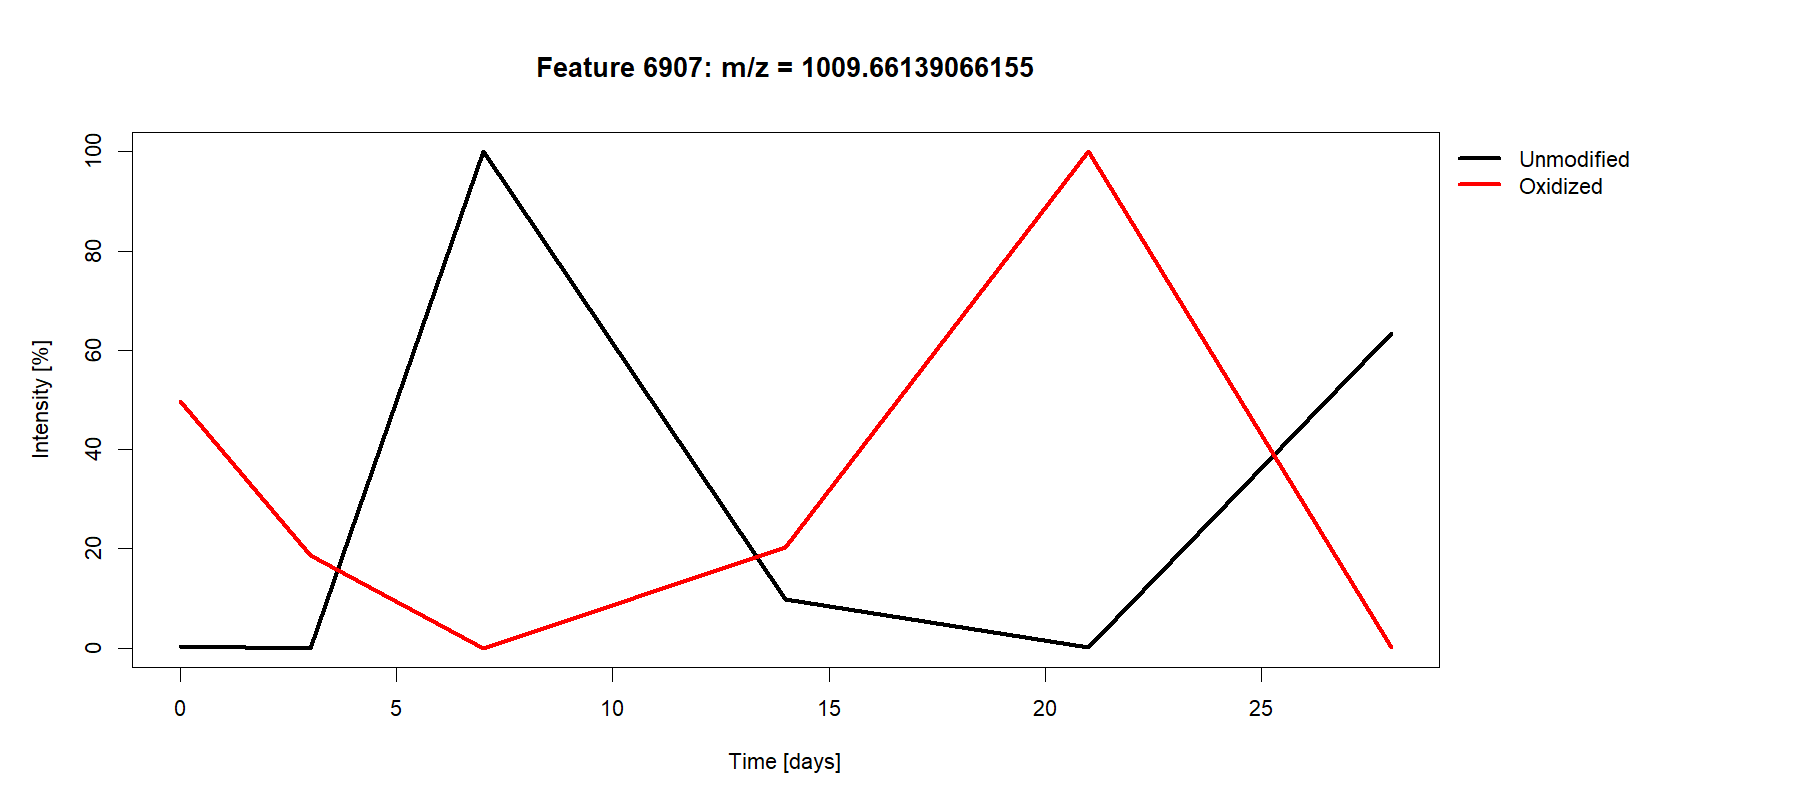 Feature 6907: m/z = 1009.66139066155
Unmodified
Oxidized
100
80
60
40
20
0
Intensity [%]
0 5 10 15 20 25
Time [days]